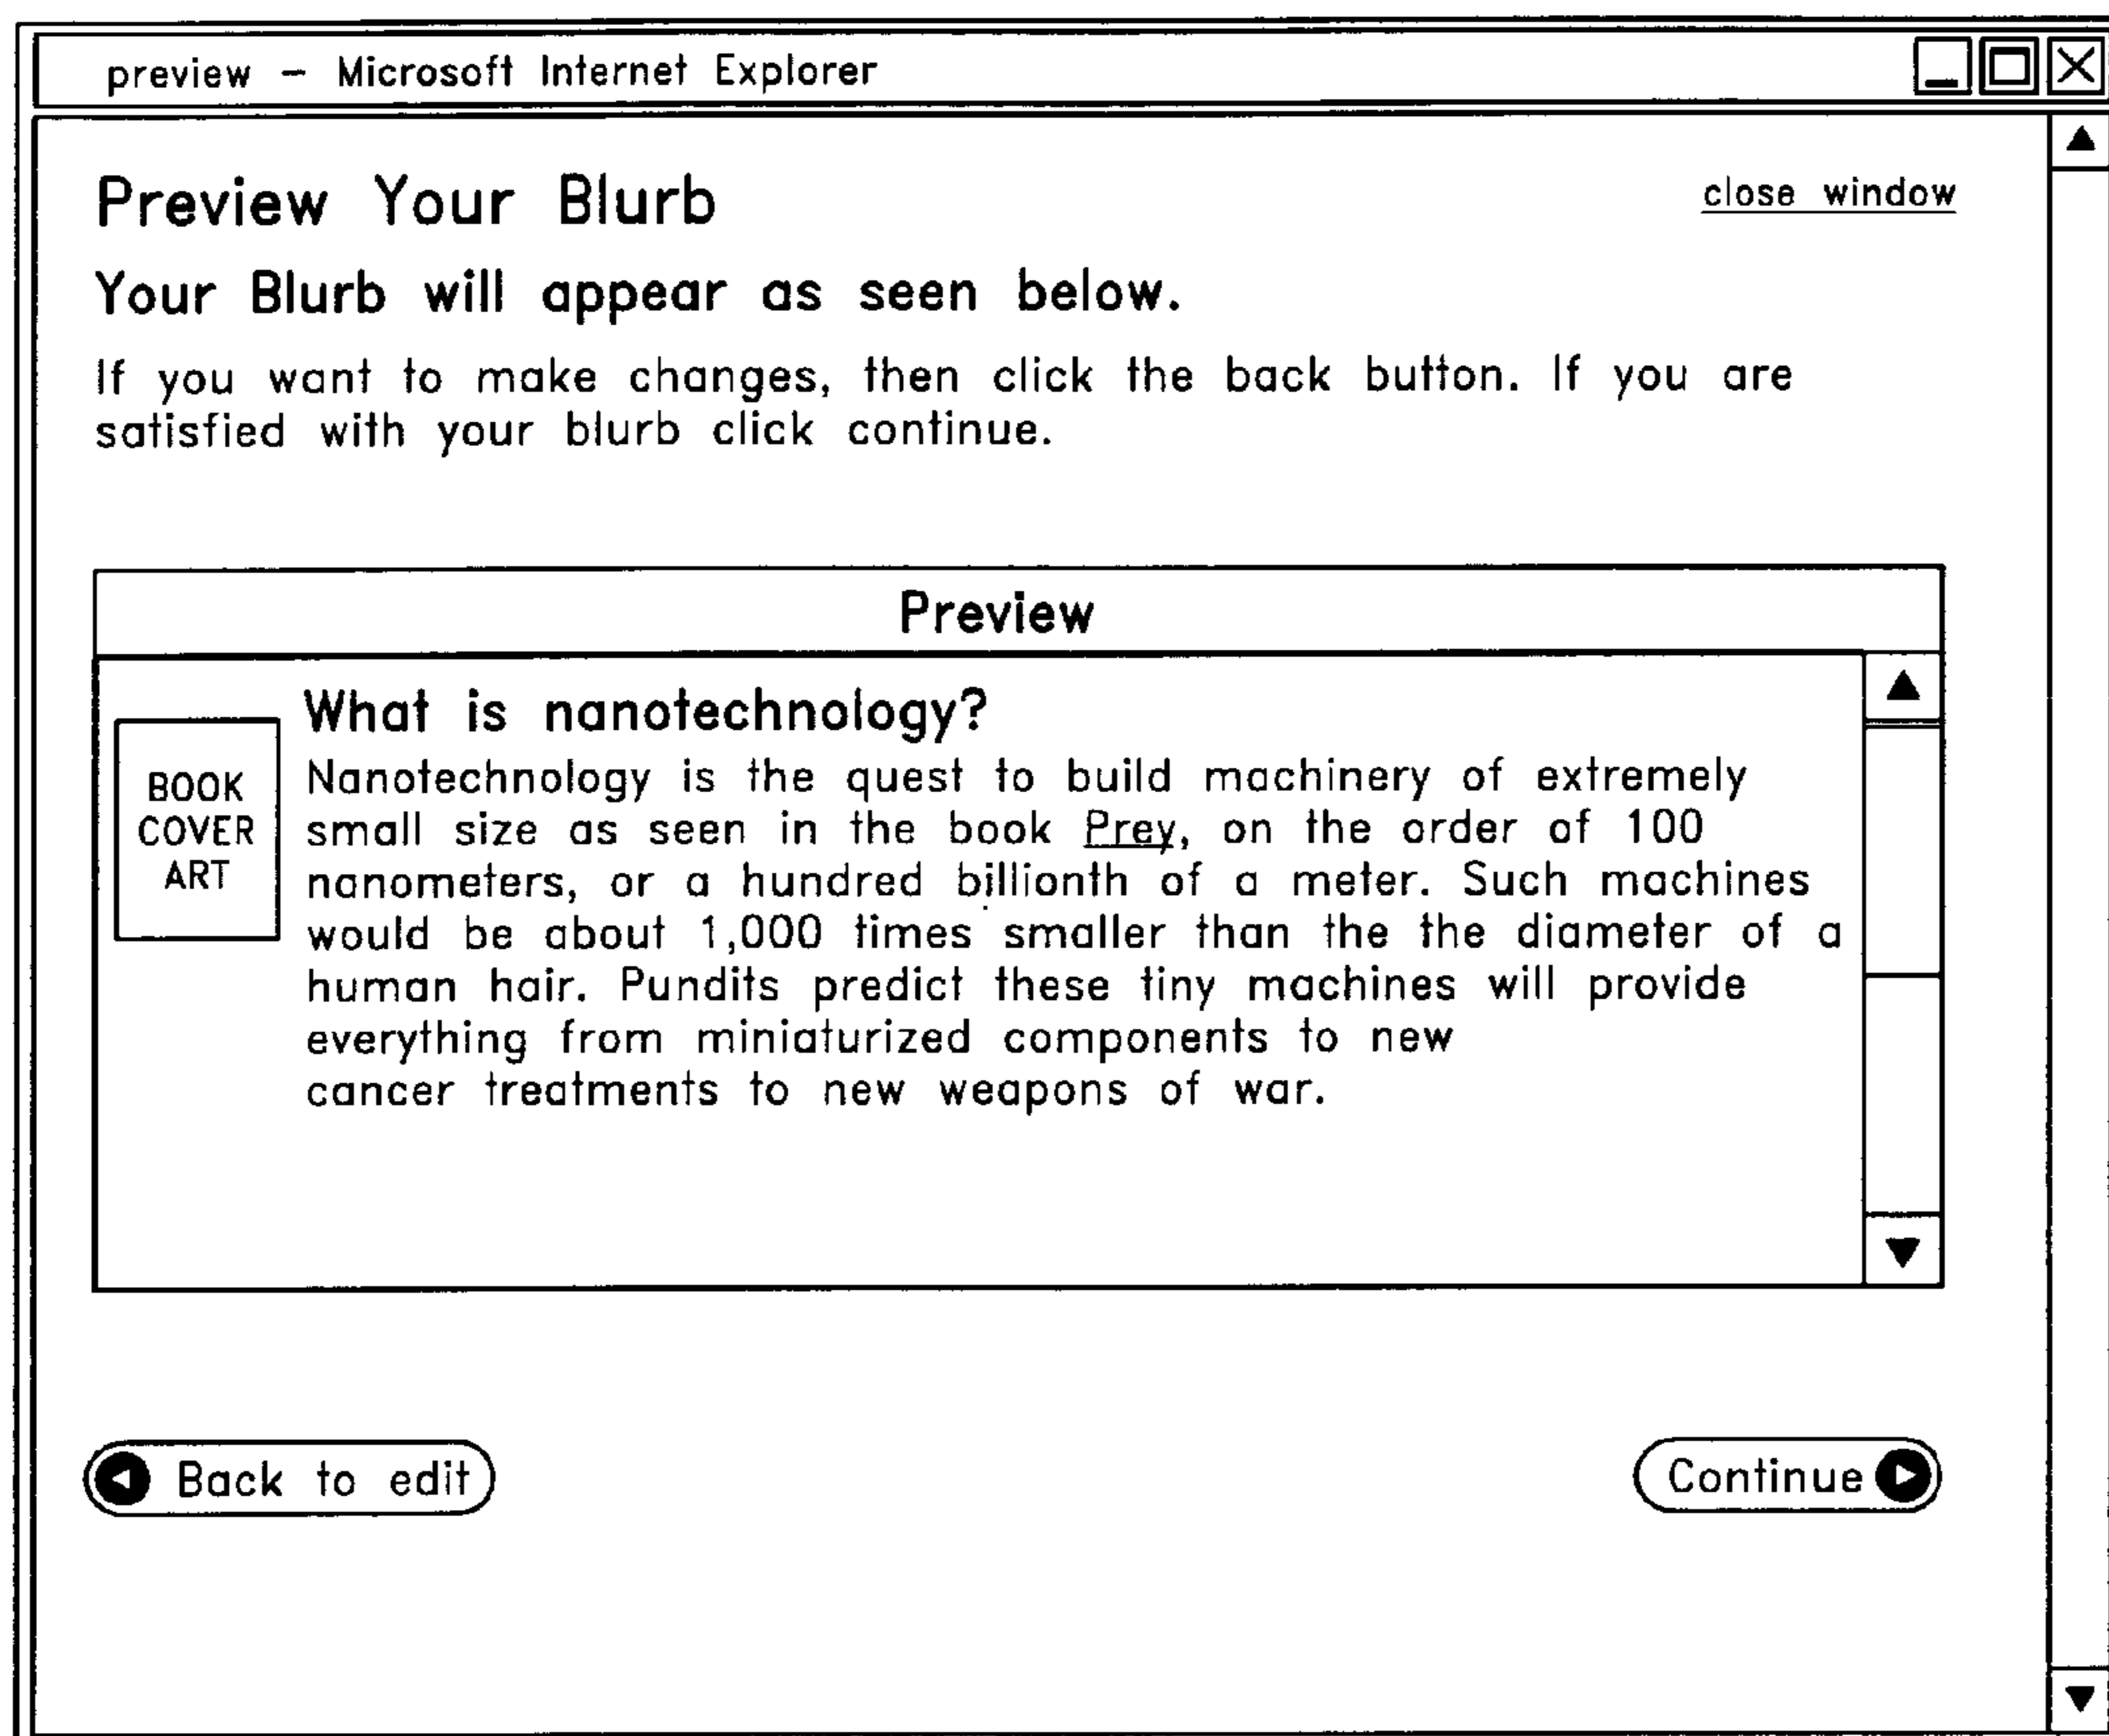 preview – Microsoft Internet Explorer
Preview Your Blurb
close window
Your Blurb will appear as seen below.
If you want to make changes, then click the back button. If you are
satisfied with your blurb click continue.
Preview
BOOK
COVER
ART
What is nanotechnology?
Nanotechnology is the quest to build machinery of extremely
small size as seen in the book Prey, on the order of 100
nanometers, or a hundred billionth of a meter. Such machines
would be about 1,000 times smaller than the the diameter of a
human hair. Pundits predict these tiny machines will provide
everything from miniaturized components to new
cancer treatments to new weapons of war.
Back to edit
Continue